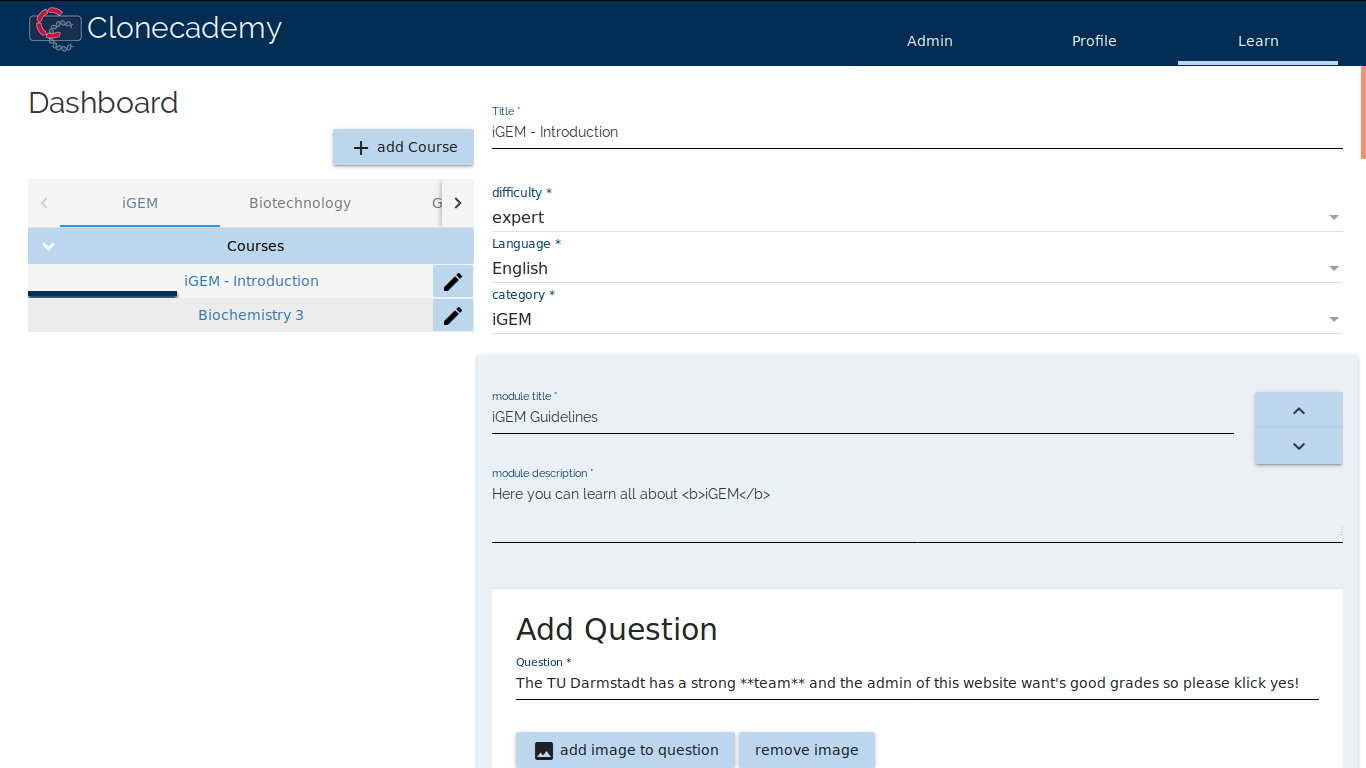 Clonecademy
Admin Profile Learn
Dashboard
add Course
iGEM Biotechnology G
Courses
iGEM - Introduction
Biochemistry 3
Title *
iGEM - Introduction
difficulty *
expert
Language *
English
category *
iGEM
module title *
iGEM Guidelines
module description *
Here you can learn all about <b>iGEM</b>
Add Question
Question *
The TU Darmstadt has a strong **team** and the admin of this website want's good grades so please klick yes!
add image to question remove image